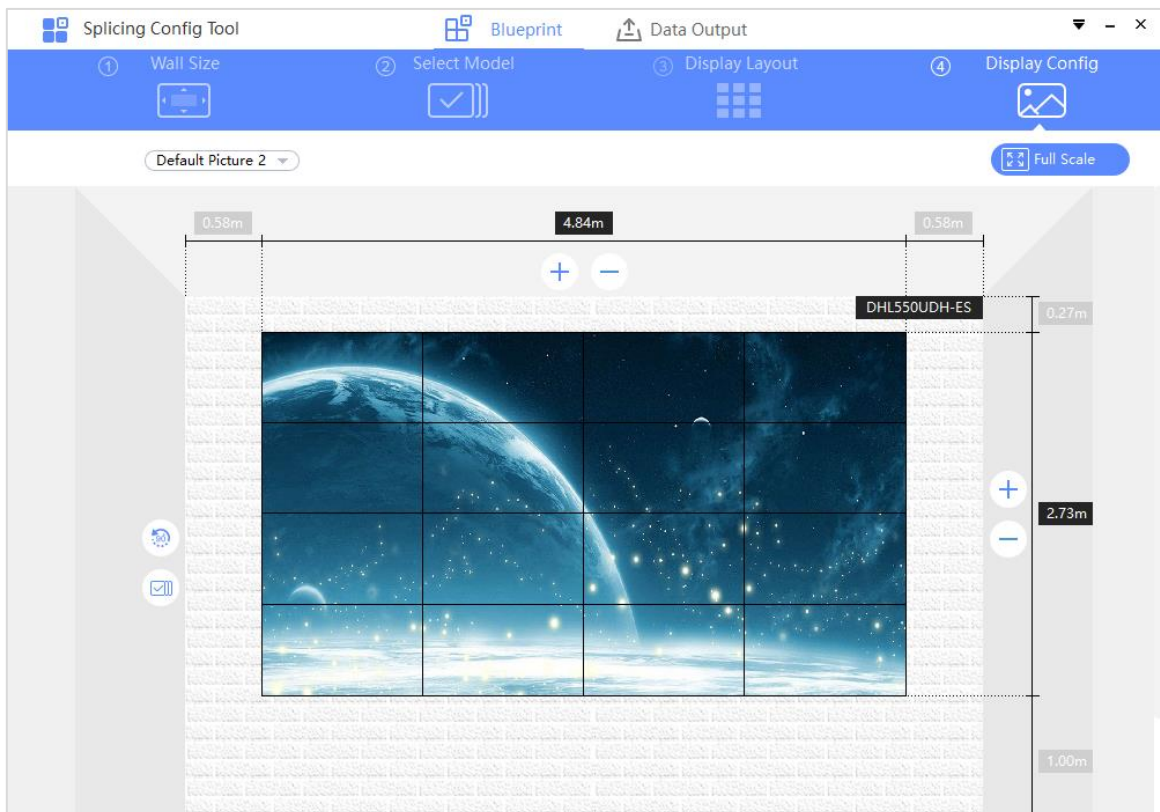 Splicing Config Tool Blueprint Data Output
1 Wall Size 2 Select Model 3 Display Layout 4 Display Config
Default Picture 2 Full Scale
0.58m 4.84m 0.58m
DHL550UDH-ES 0.27m
2.73m
90
1.00m